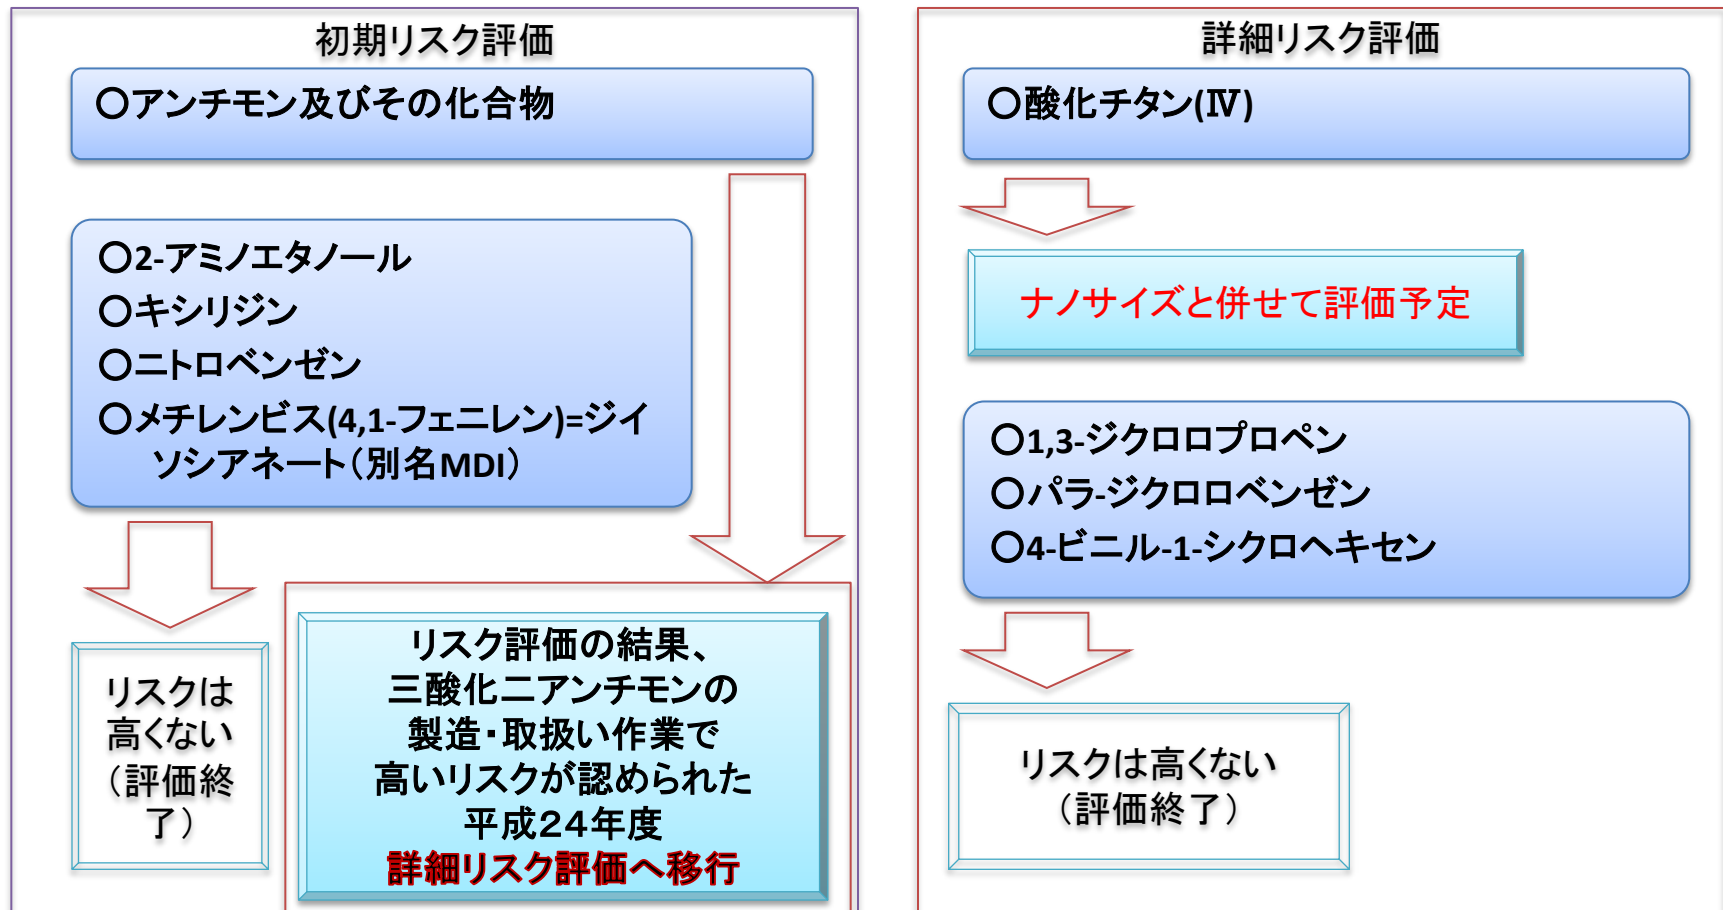 初期リスク評価
○アンチモン及びその化合物
○2-アミノエタノール
○キシリジン
○ニトロベンゼン
○メチレンビス(4,1-フェニレン)=ジイ
ソシアネート（別名MDI）
リスクは
高くない
（評価終
了）
リスク評価の結果、
三酸化二アンチモンの
製造・取扱い作業で
高いリスクが認められた
平成２４年度
詳細リスク評価へ移行
詳細リスク評価
○酸化チタン(Ⅳ)
ナノサイズと併せて評価予定
○1,3-ジクロロプロペン
○パラ-ジクロロベンゼン
○4-ビニル-1-シクロヘキセン
リスクは高くない
（評価終了）